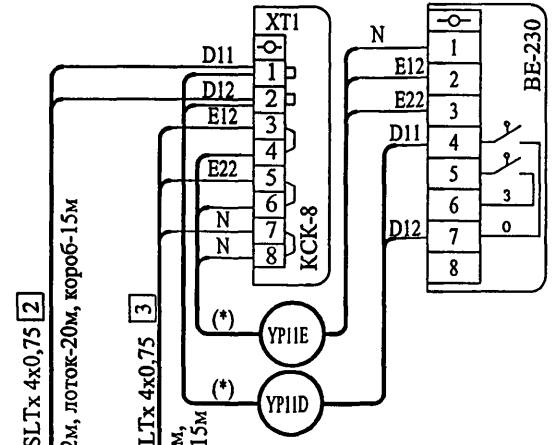 XT1
1
2
3
4
5
6
7
8
КСК-8
D11
D12
E12
E22
N
N
BE-230
1
2
3
4
5
6
7
8
N
E12
E22
D11
D12
3
0
(*)
YP11E
(*)
YP11D
SLTx 4x0,75 2
2м, лоток-20м, короб-15м
LTx 4x0,75 3
м,
15м